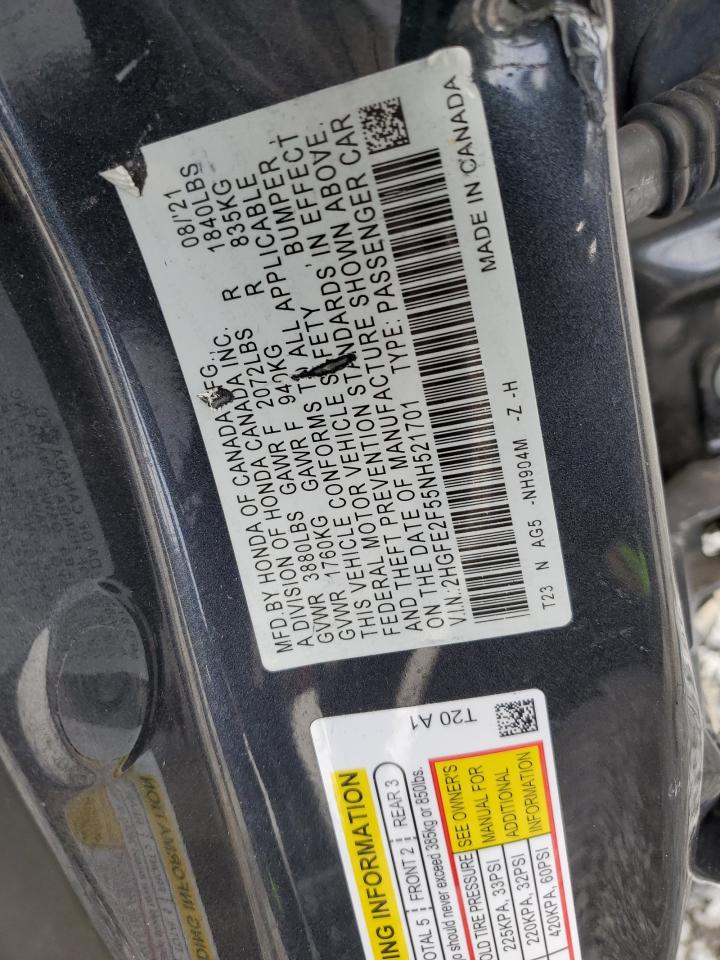 MFD.BY HONDA OF CANADA MFG.: 08/'21
A DIVISION OF HONDA CANADA INC.
GVWR 3880LBS GAWR F 2072LBS R 1840LBS
GVWR 1760KG GAWR F 940KG R 835KG
THIS VEHICLE CONFORMS TO ALL APPLICABLE
FEDERAL MOTOR VEHICLE SAFETY, BUMPER,
AND THEFT PREVENTION STANDARDS IN EFFECT
ON THE DATE OF MANUFACTURE SHOWN ABOVE.
V.I.N.:2HGFE2F55NH521701 TYPE: PASSENGER CAR
T23 N AG5 -NH904M -Z -H MADE IN CANADA
T20 A1
ING INFORMATION
TOTAL 5 FRONT 2 REAR 3
should never exceed 385kg or 850lbs.
COLD TIRE PRESSURE
225KPA, 33PSI
220KPA, 32PSI
420KPA, 60PSI
SEE OWNER'S
MANUAL FOR
ADDITIONAL
INFORMATION